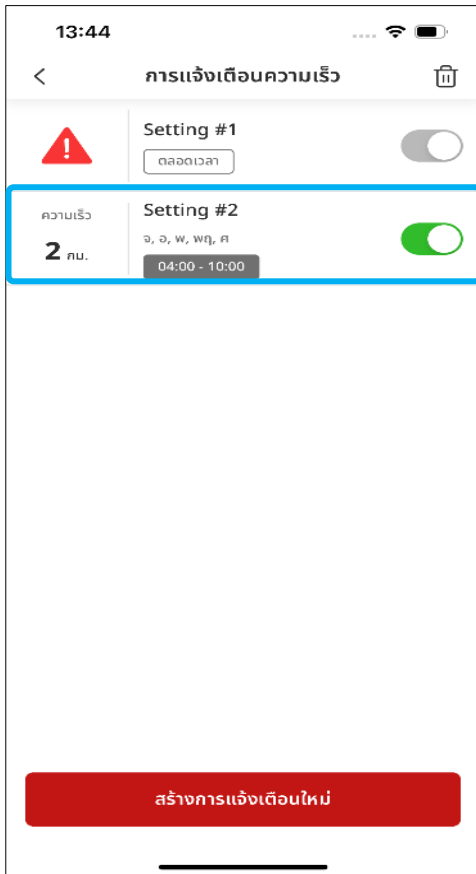 13:44
การแจ้งเตือนความเร็ว
Setting #1
ตลอดเวลา
ความเร็ว
2 กม.
Setting #2
จ, อ, พ, พฤ, ศ
04:00 - 10:00
สร้างการแจ้งเตือนใหม่